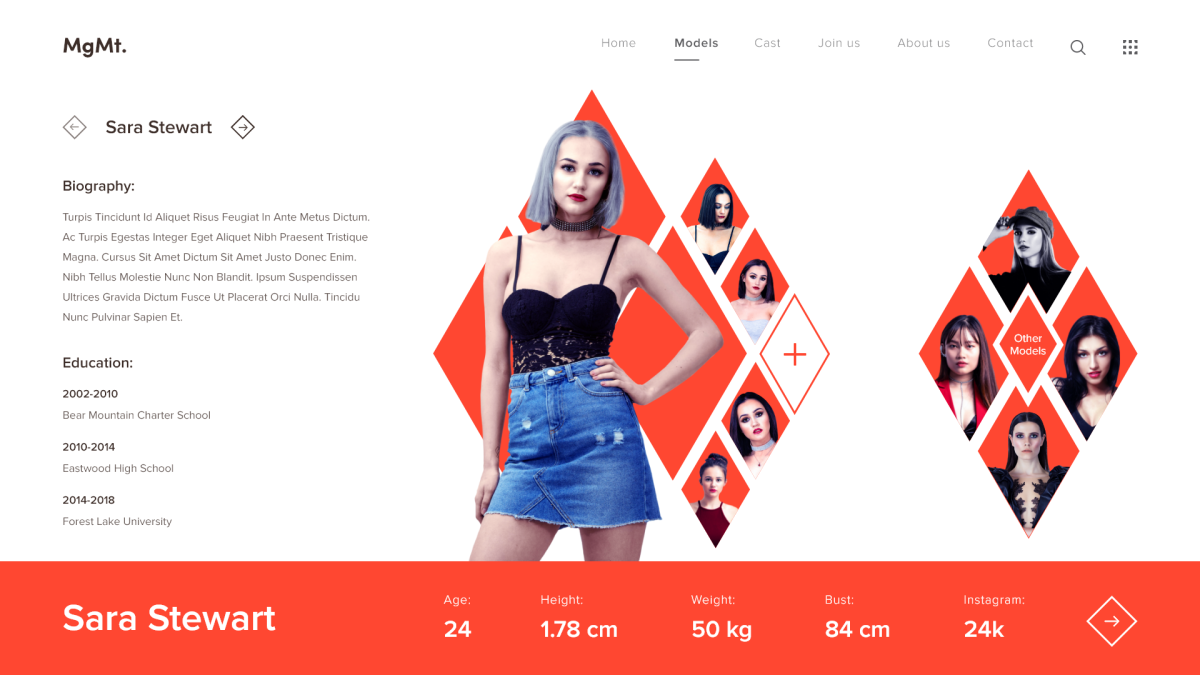 MgMt.
Home
Models
Cast
Join us
About us
Contact
Sara Stewart
Biography:
Turpis Tincidunt Id Aliquet Risus Feugiat In Ante Metus Dictum.
Ac Turpis Egestas Integer Eget Aliquet Nibh Praesent Tristique
Magna. Cursus Sit Amet Dictum Sit Amet Justo Donec Enim.
Nibh Tellus Molestie Nunc Non Blandit. Ipsum Suspendissen
Ultrices Gravida Dictum Fusce Ut Placerat Orci Nulla. Tincidu
Nunc Pulvinar Sapien Et.
Education:
2002-2010
Bear Mountain Charter School
2010-2014
Eastwood High School
2014-2018
Forest Lake University
Other
Models
Sara Stewart
Age:
24
Height:
1.78 cm
Weight:
50 kg
Bust:
84 cm
Instagram:
24k